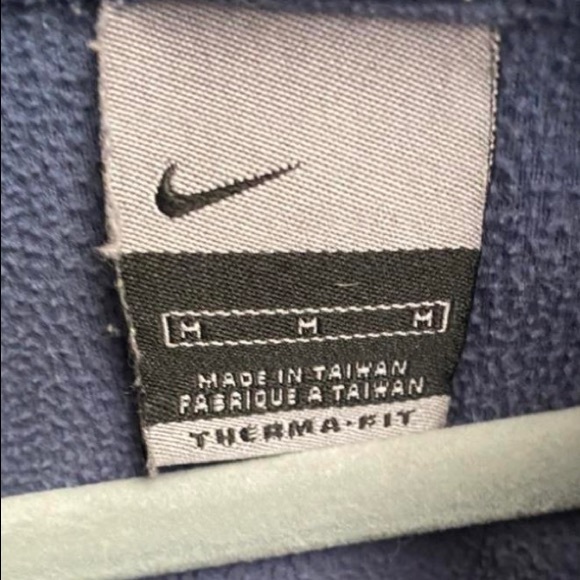 M M M
MADE IN TAIWAN
FABRIQUE A TAIWAN
THERMA·FIT